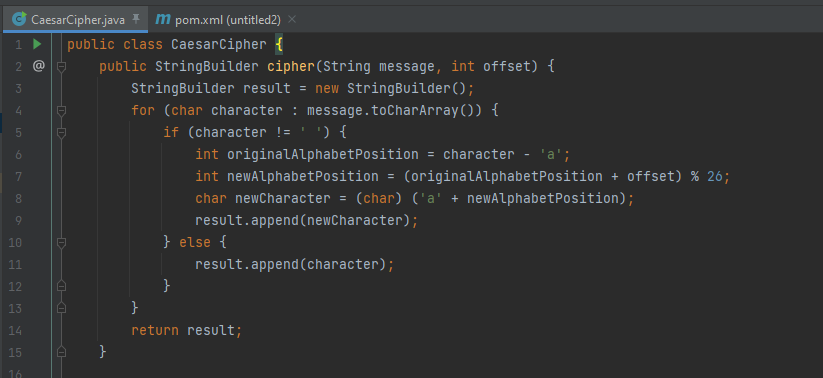 CaesarCipher.java pom.xml (untitled2)
1 public class CaesarCipher {
2 @ public StringBuilder cipher(String message, int offset) {
3 StringBuilder result = new StringBuilder();
4 for (char character : message.toCharArray()) {
5 if (character != ' ') {
6 int originalAlphabetPosition = character - 'a';
7 int newAlphabetPosition = (originalAlphabetPosition + offset) % 26;
8 char newCharacter = (char) ('a' + newAlphabetPosition);
9 result.append(newCharacter);
10 } else {
11 result.append(character);
12 }
13 }
14 return result;
15 }
16